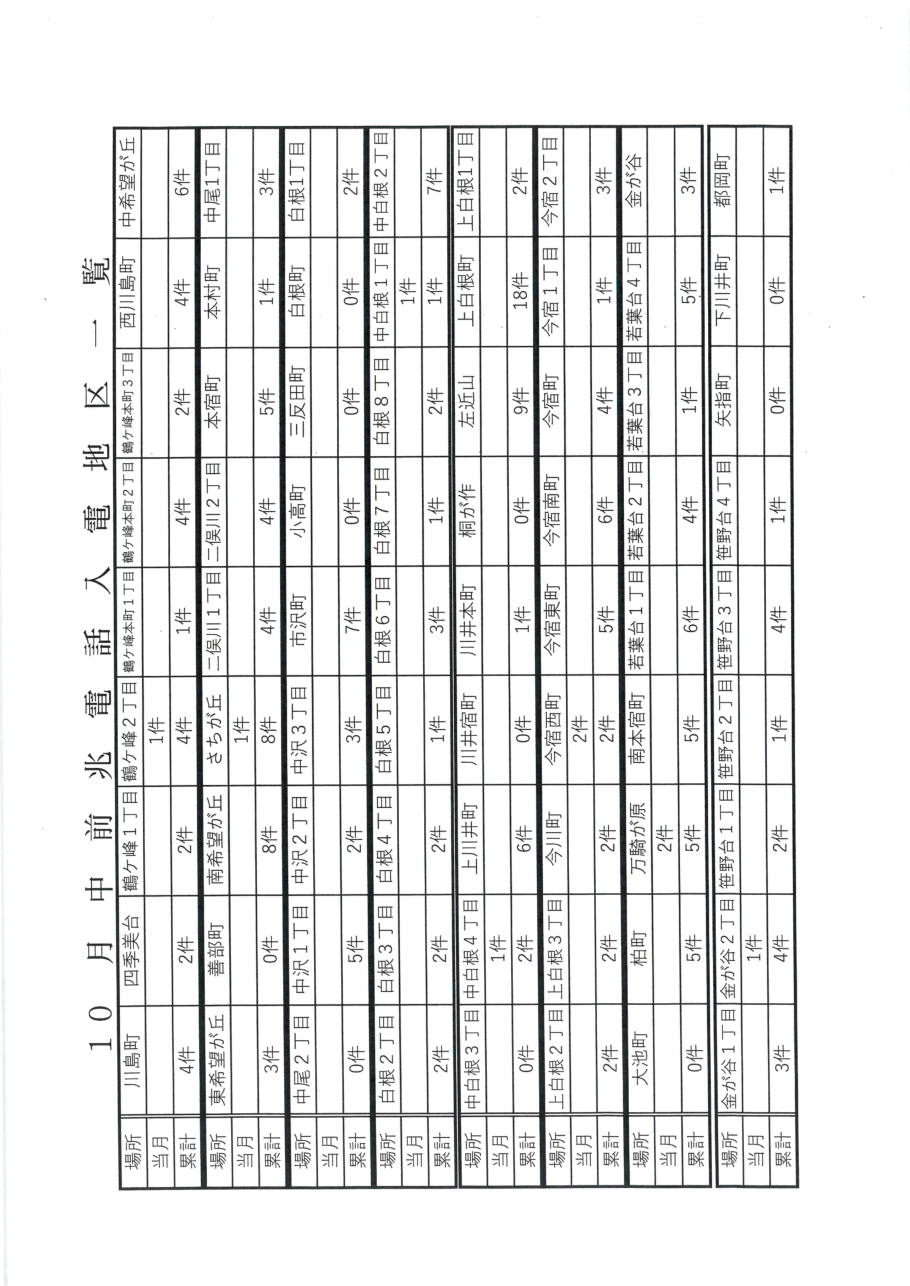 10月中前兆電話入電地区一覧
場所 川島町 四季美台 鶴ケ峰1丁目 鶴ケ峰2丁目 鶴ケ峰本町1丁目 鶴ケ峰本町2丁目 鶴ケ峰本町3丁目 西川島町 中希望が丘
当月 1件
累計 4件 2件 2件 4件 1件 4件 2件 4件 6件
場所 東希望が丘 善部町 南希望が丘 さちが丘 二俣川1丁目 二俣川2丁目 本宿町 本村町 中尾1丁目
当月 1件
累計 3件 0件 8件 8件 4件 4件 5件 1件 3件
場所 中尾2丁目 中沢1丁目 中沢2丁目 中沢3丁目 市沢町 小高町 三反田町 白根町 白根1丁目
当月
累計 0件 5件 2件 3件 7件 0件 0件 0件 2件
場所 白根2丁目 白根3丁目 白根4丁目 白根5丁目 白根6丁目 白根7丁目 白根8丁目 中白根1丁目 中白根2丁目
当月 1件
累計 2件 2件 2件 1件 3件 1件 2件 1件 7件
場所 中白根3丁目 中白根4丁目 上川井町 川井宿町 川井本町 桐が作 左近山 上白根町 上白根1丁目
当月 1件
累計 0件 2件 6件 0件 1件 0件 9件 18件 2件
場所 上白根2丁目 上白根3丁目 今川町 今宿西町 今宿東町 今宿南町 今宿町 今宿1丁目 今宿2丁目
当月 2件
累計 2件 2件 2件 2件 5件 6件 4件 1件 3件
場所 大池町 柏町 万騎が原 南本宿町 若葉台1丁目 若葉台2丁目 若葉台3丁目 若葉台4丁目 金が谷
当月 2件
累計 0件 5件 5件 5件 6件 4件 1件 5件 3件
場所 金が谷1丁目 金が谷2丁目 笹野台1丁目 笹野台2丁目 笹野台3丁目 笹野台4丁目 矢指町 下川井町 都岡町
当月 1件
累計 3件 4件 2件 1件 4件 1件 0件 0件 1件